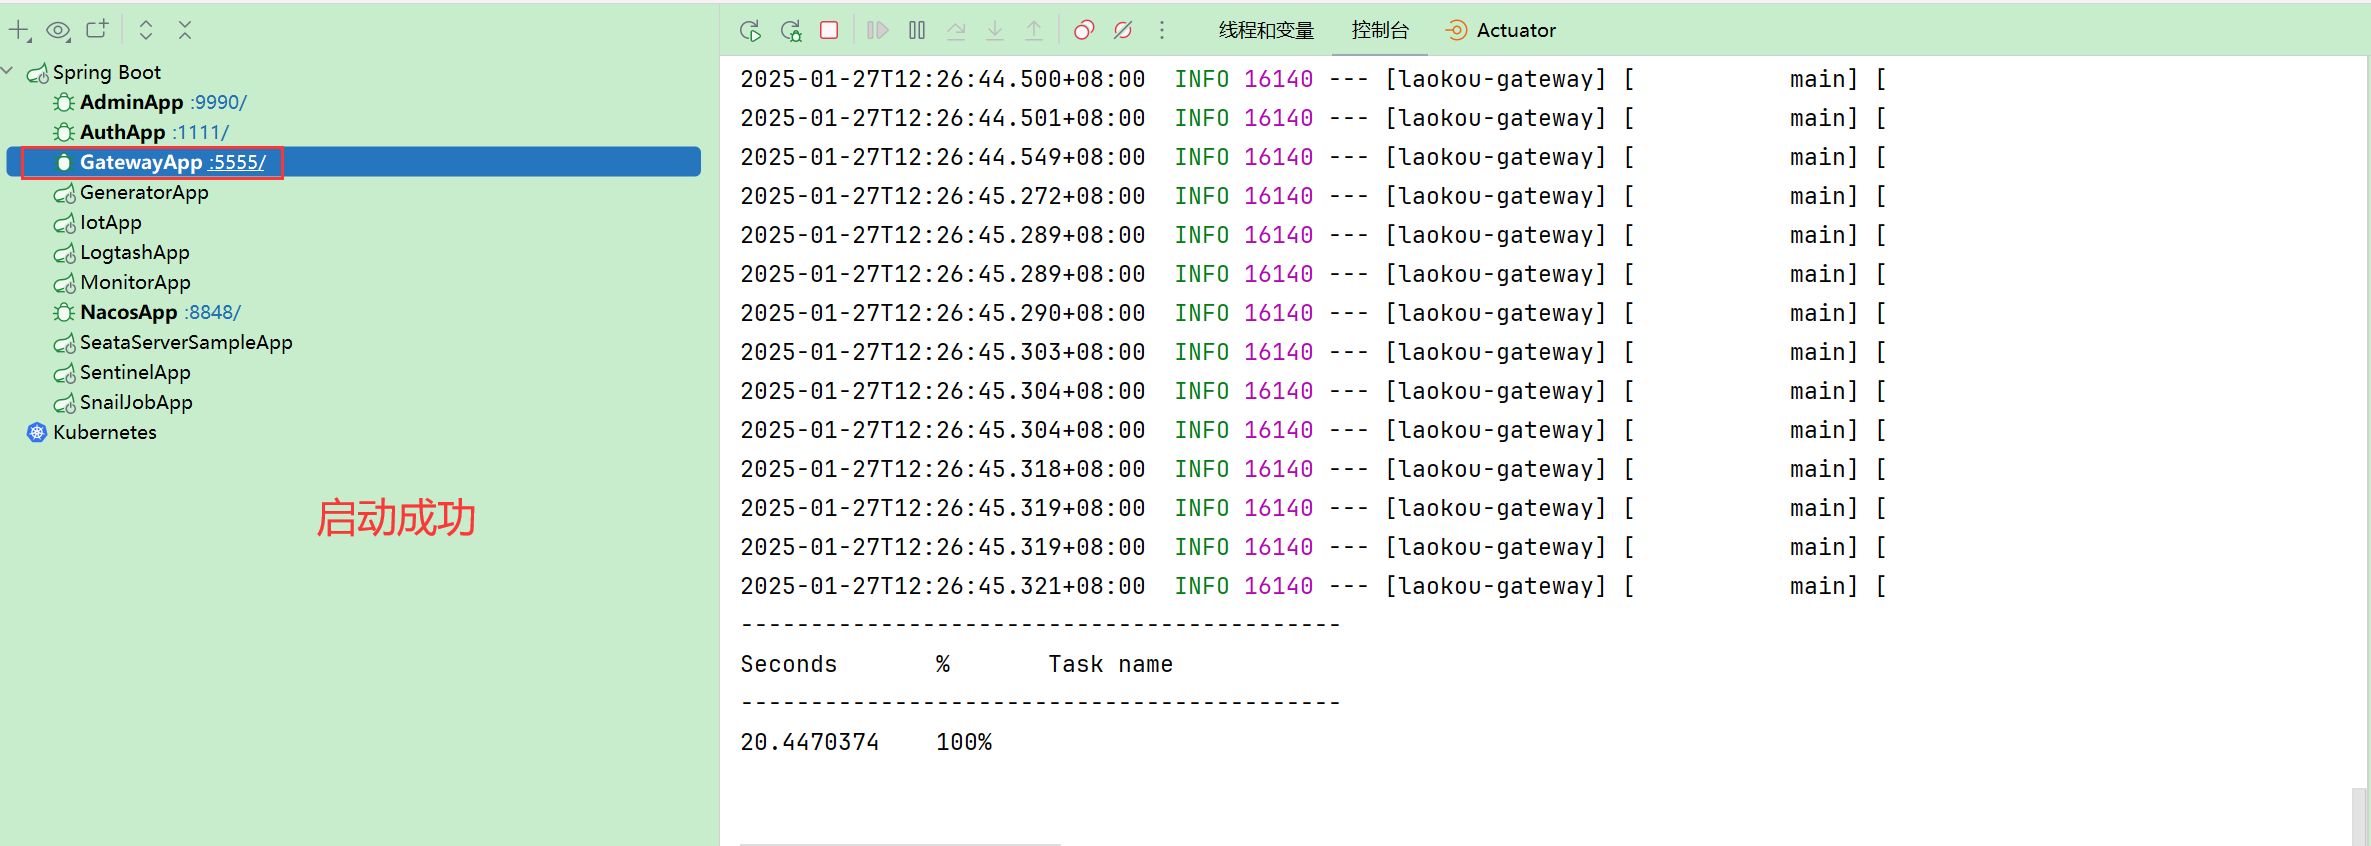 Spring Boot
AdminApp :9990/
AuthApp :1111/
GatewayApp :5555/
GeneratorApp
IotApp
LogtashApp
MonitorApp
NacosApp :8848/
SeataServerSampleApp
SentinelApp
SnailJobApp
Kubernetes
启动成功
线程和变量 控制台 Actuator
2025-01-27T12:26:44.500+08:00  INFO 16140 --- [laokou-gateway] [           main] [
2025-01-27T12:26:44.501+08:00  INFO 16140 --- [laokou-gateway] [           main] [
2025-01-27T12:26:44.549+08:00  INFO 16140 --- [laokou-gateway] [           main] [
2025-01-27T12:26:45.272+08:00  INFO 16140 --- [laokou-gateway] [           main] [
2025-01-27T12:26:45.289+08:00  INFO 16140 --- [laokou-gateway] [           main] [
2025-01-27T12:26:45.289+08:00  INFO 16140 --- [laokou-gateway] [           main] [
2025-01-27T12:26:45.290+08:00  INFO 16140 --- [laokou-gateway] [           main] [
2025-01-27T12:26:45.303+08:00  INFO 16140 --- [laokou-gateway] [           main] [
2025-01-27T12:26:45.304+08:00  INFO 16140 --- [laokou-gateway] [           main] [
2025-01-27T12:26:45.304+08:00  INFO 16140 --- [laokou-gateway] [           main] [
2025-01-27T12:26:45.318+08:00  INFO 16140 --- [laokou-gateway] [           main] [
2025-01-27T12:26:45.319+08:00  INFO 16140 --- [laokou-gateway] [           main] [
2025-01-27T12:26:45.319+08:00  INFO 16140 --- [laokou-gateway] [           main] [
2025-01-27T12:26:45.321+08:00  INFO 16140 --- [laokou-gateway] [           main] [
-------------------------------------------
Seconds       %       Task name
-------------------------------------------
20.4470374    100%